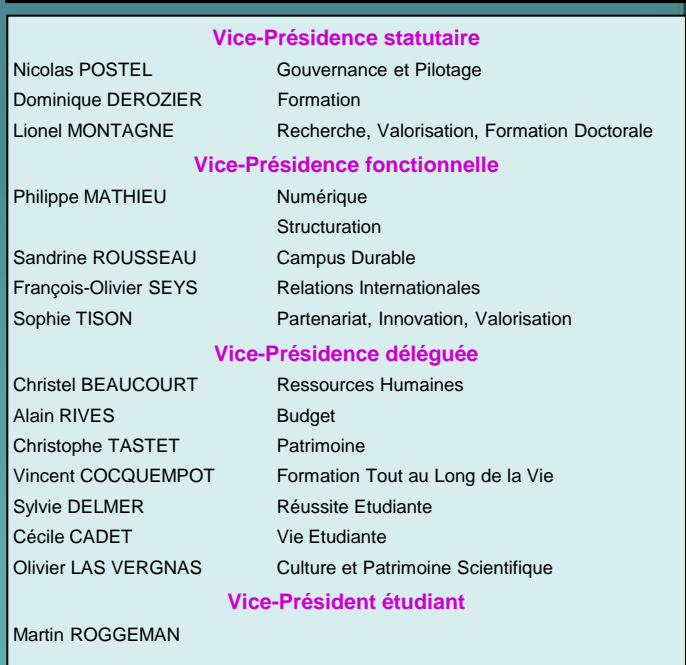 Vice-Présidence statutaire
Nicolas POSTEL Gouvernance et Pilotage
Dominique DEROZIER Formation
Lionel MONTAGNE Recherche, Valorisation, Formation Doctorale
Vice-Présidence fonctionnelle
Philippe MATHIEU Numérique
Structuration
Sandrine ROUSSEAU Campus Durable
François-Olivier SEYS Relations Internationales
Sophie TISON Partenariat, Innovation, Valorisation
Vice-Présidence déléguée
Christel BEAUCOURT Ressources Humaines
Alain RIVES Budget
Christophe TASTET Patrimoine
Vincent COCQUEMPOT Formation Tout au Long de la Vie
Sylvie DELMER Réussite Etudiante
Cécile CADET Vie Etudiante
Olivier LAS VERGNAS Culture et Patrimoine Scientifique
Vice-Président étudiant
Martin ROGGEMAN